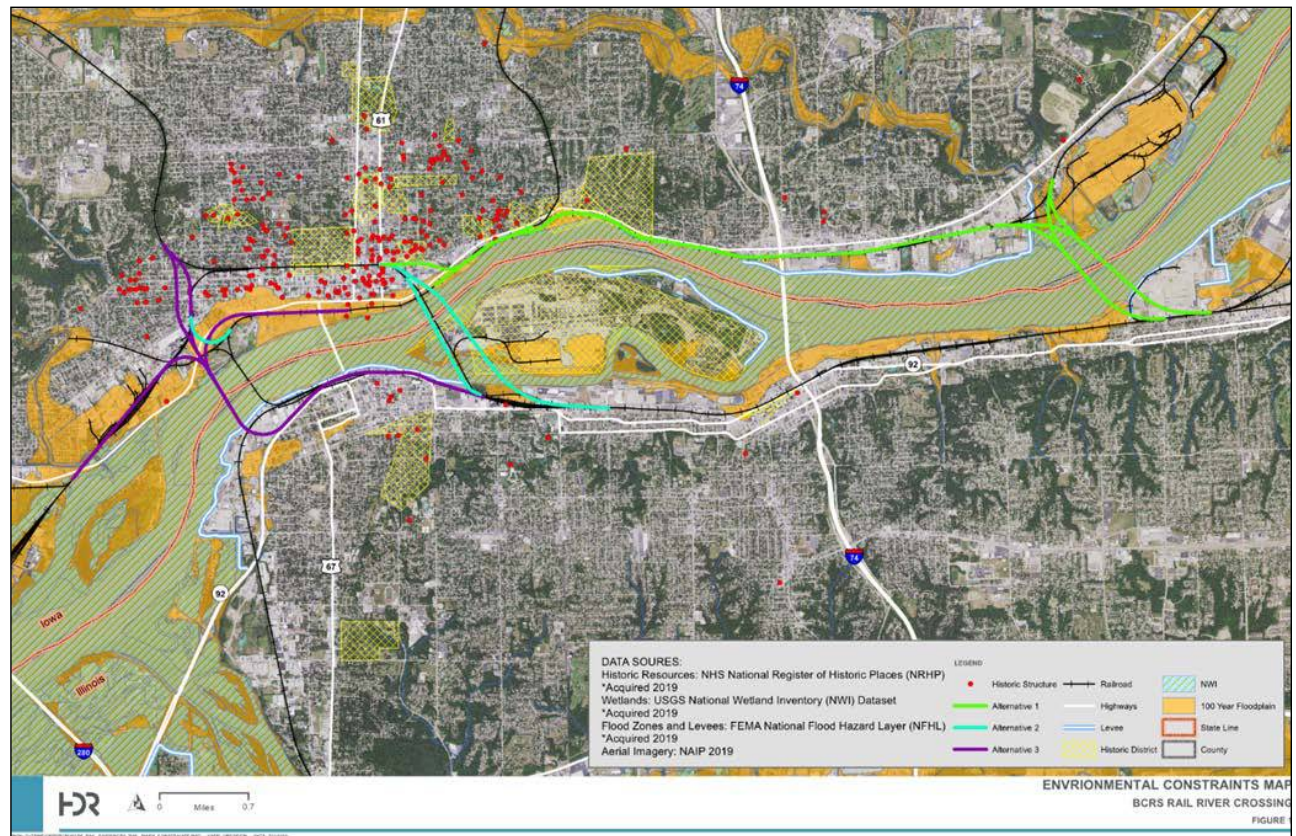 61
74
92
67
74
92
Iowa
Illinois
280
DATA SOURES:
Historic Resources: NHS National Register of Historic Places (NRHP)
*Acquired 2019
Wetlands: USGS National Wetland Inventory (NWI) Dataset
*Acquired 2019
Flood Zones and Levees: FEMA National Flood Hazard Layer (NFHL)
*Acquired 2019
Aerial Imagery: NAIP 2019
LEGEND
Historic Structure
Alternative 1
Alternative 2
Alternative 3
Railroad
Highways
Levee
Historic District
NWI
100 Year Floodplain
State Line
County
HDR
0 Miles 0.7
ENVRIONMENTAL CONSTRAINTS MAP
BCRS RAIL RIVER CROSSING
FIGURE